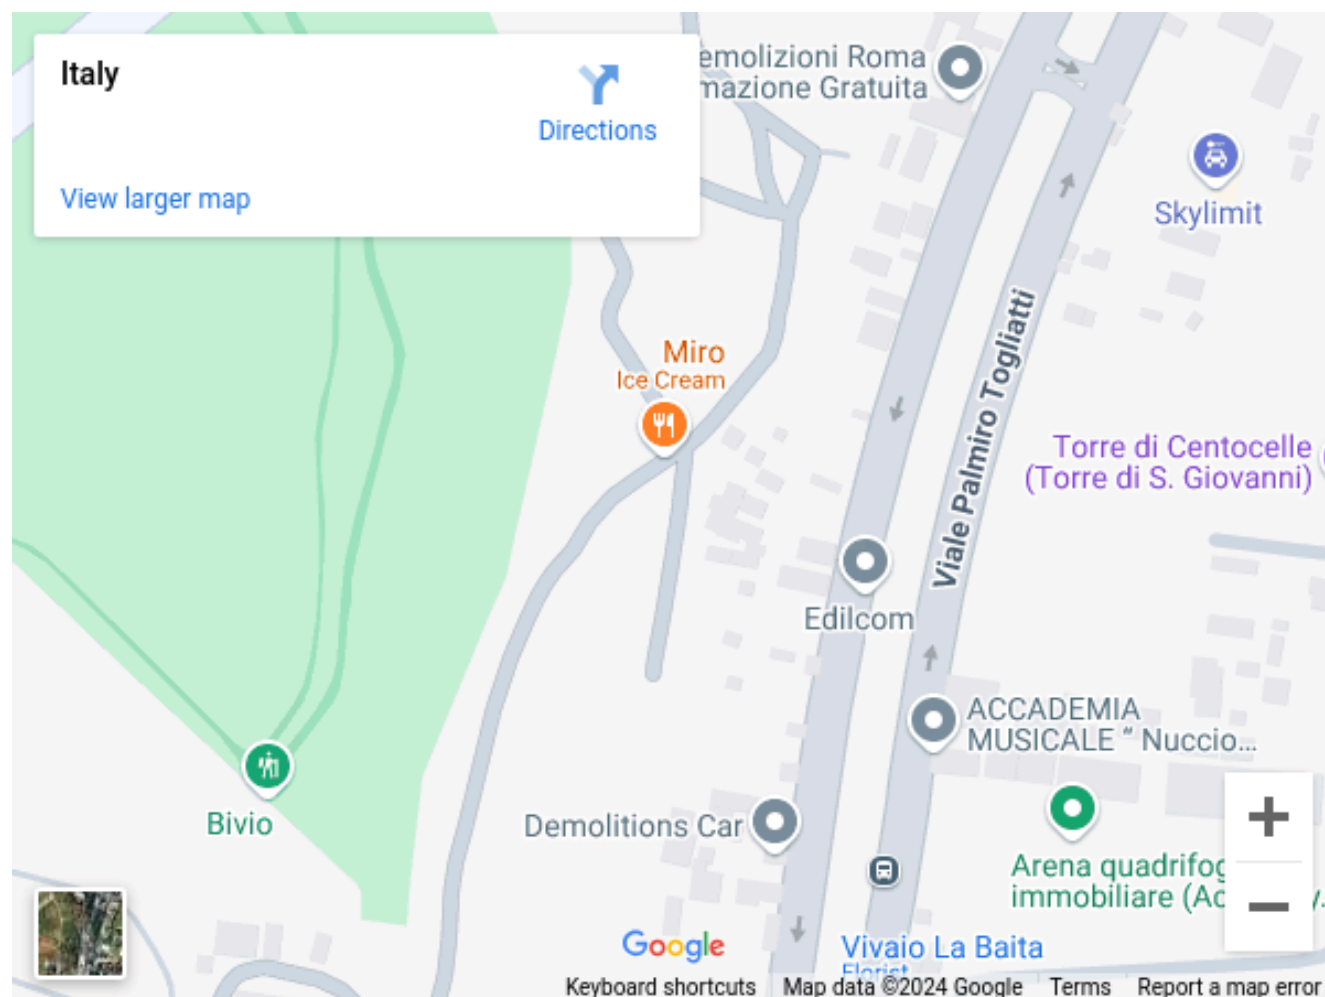 Italy
Directions
View larger map
emolizioni Roma
mazione Gratuita
Skylimit
Miro
Ice Cream
Viale Palmiro Togliatti
Torre di Centocelle
(Torre di S. Giovanni)
Edilcom
ACCADEMIA
MUSICALE “ Nuccio...
Bivio
Demolitions Car
Arena quadrifog
immobiliare (Ac y.
Google
Vivaio La Baita
Florist
Keyboard shortcuts
Map data ©2024 Google
Terms
Report a map error